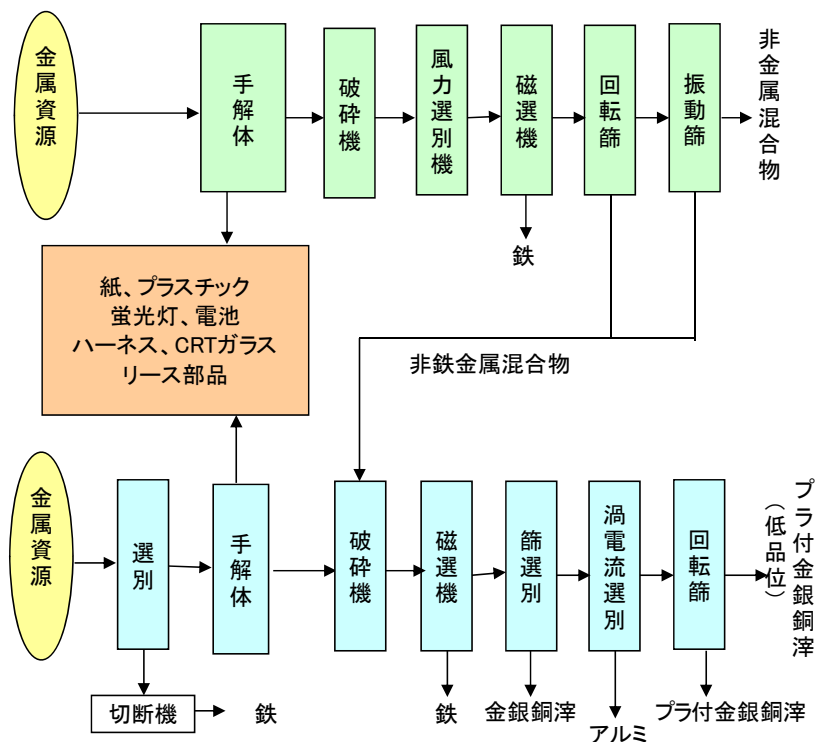 金属資源
手解体
破砕機
風力選別機
磁選機
回転篩
振動篩
非金属混合物
鉄
紙、プラスチック
蛍光灯、電池
ハーネス、CRTガラス
リース部品
非鉄金属混合物
金属資源
選別
手解体
破砕機
磁選機
篩選別
渦電流選別
回転篩
プラ付金銀銅滓
（低品位）
切断機
鉄
鉄
金銀銅滓
アルミ
プラ付金銀銅滓